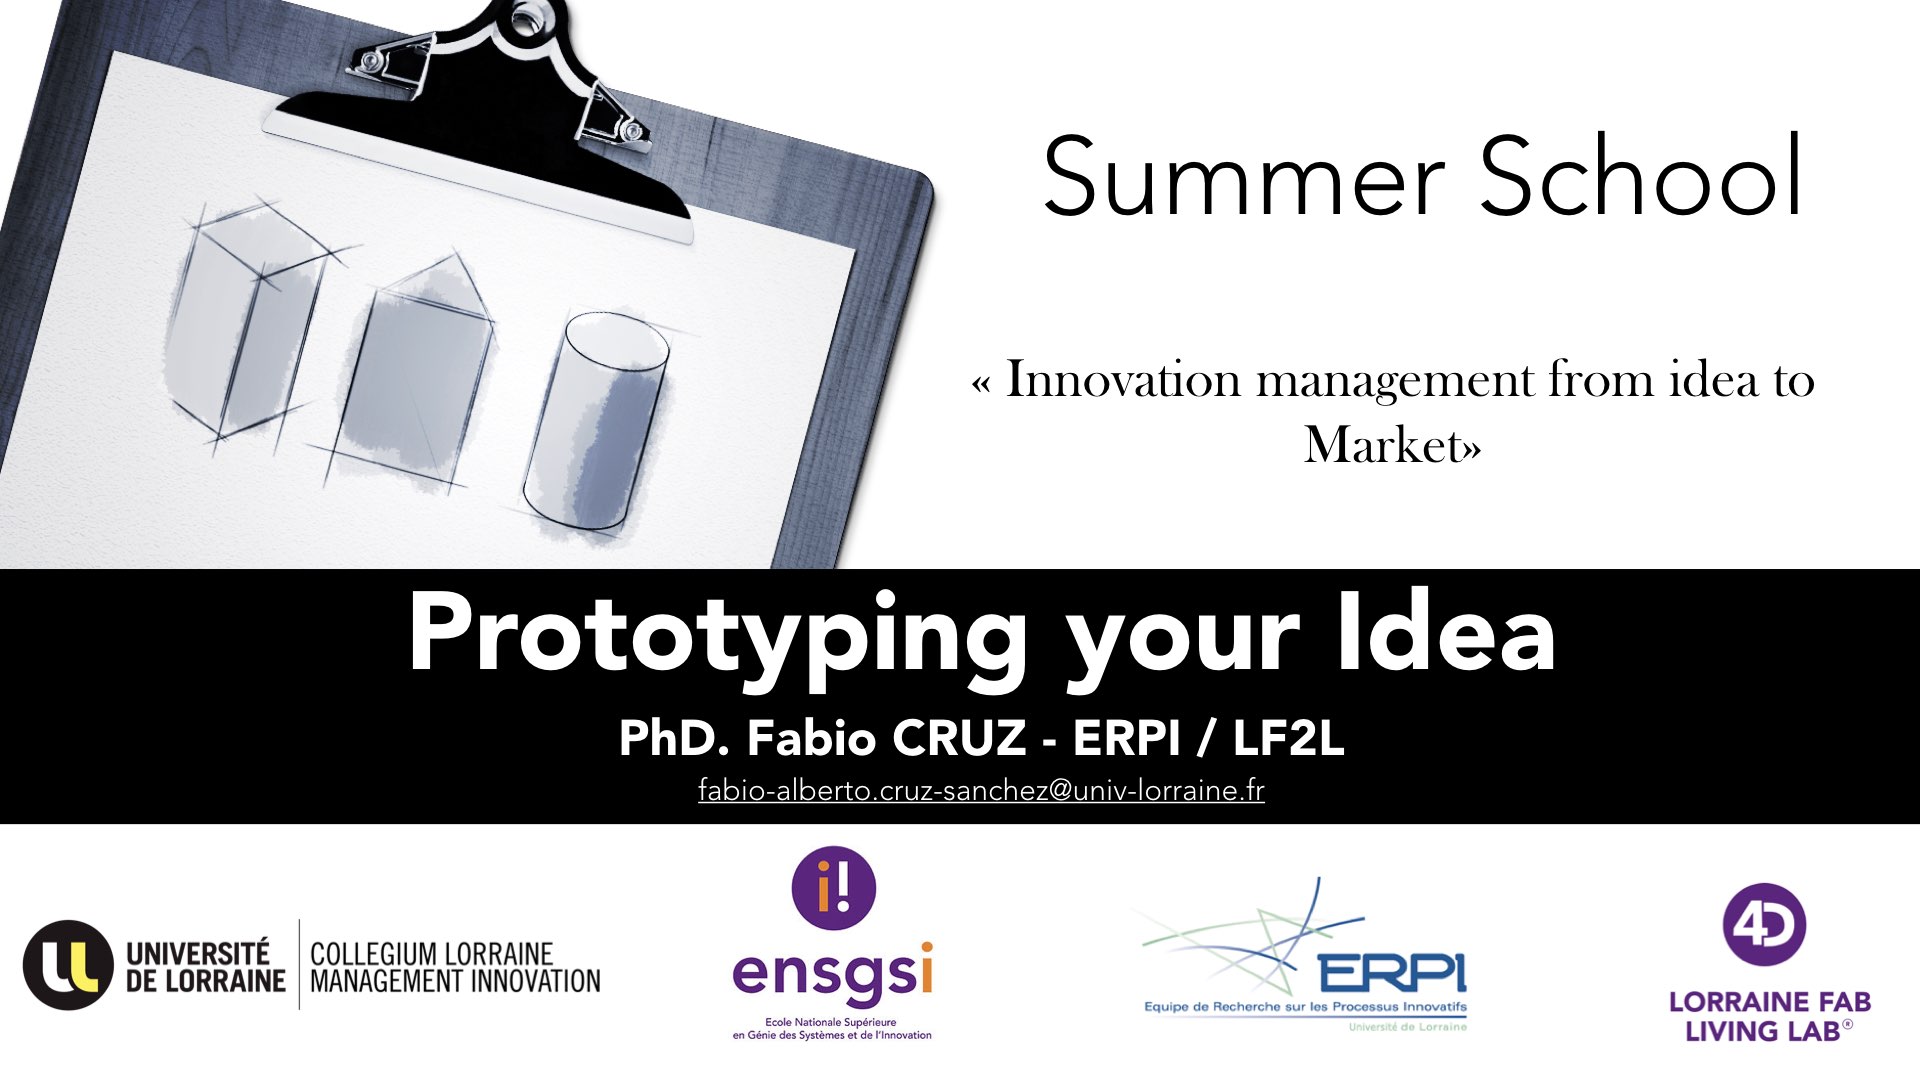 Summer School
« Innovation management from idea to
Market»
Prototyping your Idea
PhD. Fabio CRUZ - ERPI / LF2L
fabio-alberto.cruz-sanchez@univ-lorraine.fr
UNIVERSITÉ
DE LORRAINE
COLLEGIUM LORRAINE
MANAGEMENT INNOVATION
i!
ensgsi
Ecole Nationale Supérieure
en Génie des Systèmes et de l'Innovation
ERPI
Equipe de Recherche sur les Processus Innovatifs
Université de Lorraine
4D
LORRAINE FAB
LIVING LAB®